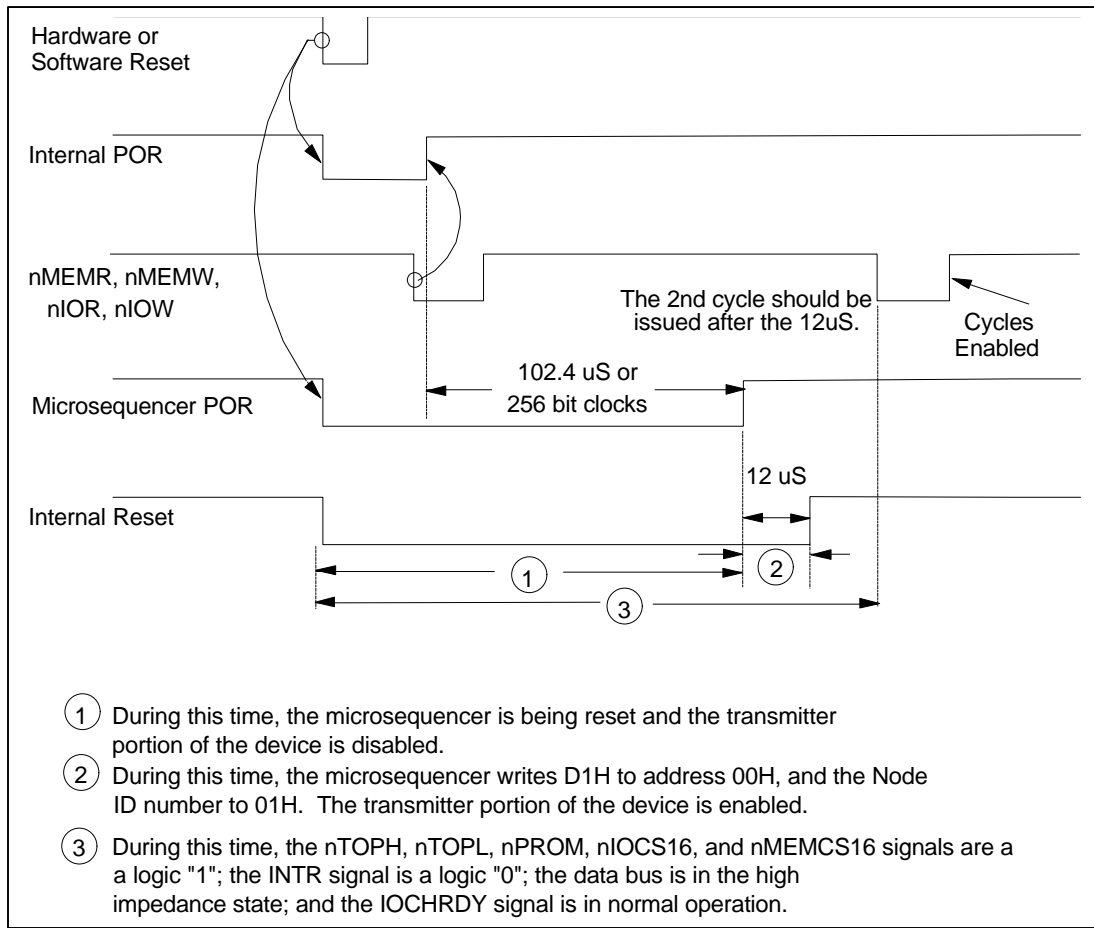 Hardware or
Software Reset
Internal POR
nMEMR, nMEMW,
nIOR, nIOW
The 2nd cycle should be
issued after the 12uS.
Cycles
Enabled
102.4 uS or
256 bit clocks
Microsequencer POR
12 uS
Internal Reset
1
2
3
1 During this time, the microsequencer is being reset and the transmitter
portion of the device is disabled.
2 During this time, the microsequencer writes D1H to address 00H, and the Node
ID number to 01H. The transmitter portion of the device is enabled.
3 During this time, the nTOPH, nTOPL, nPROM, nIOCS16, and nMEMCS16 signals are a
a logic "1"; the INTR signal is a logic "0"; the data bus is in the high
impedance state; and the IOCHRDY signal is in normal operation.